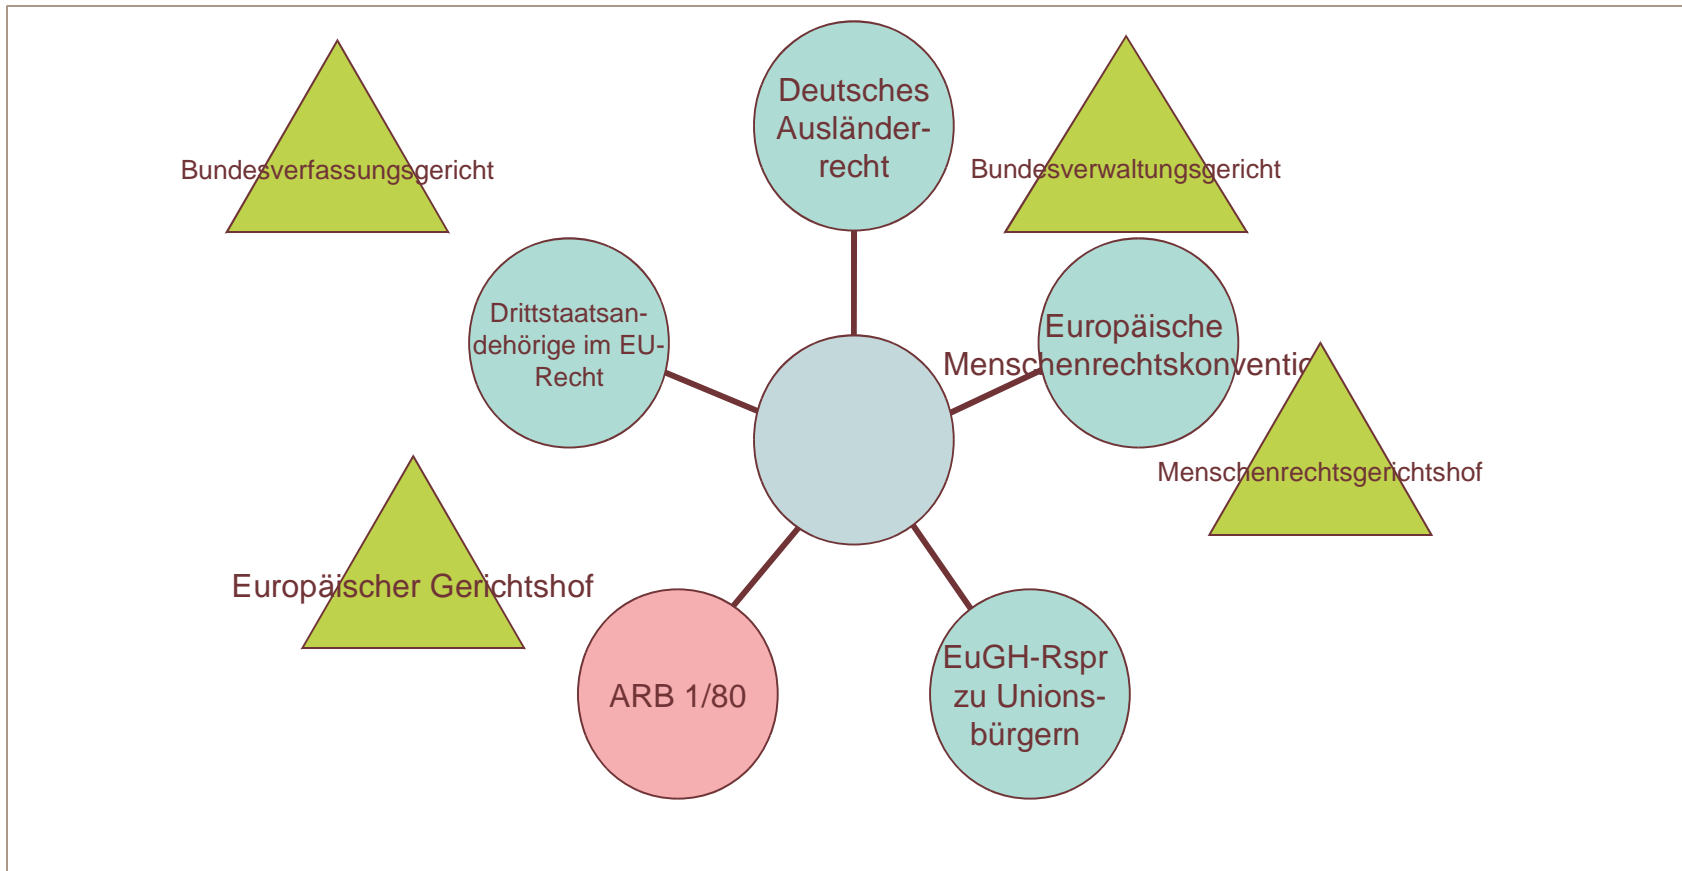 Deutsches
Ausländer-
recht
Bundesverfassungsgericht
Bundesverwaltungsgericht
Drittstaatsan-
dehörige im EU-
Recht
Europäische
Menschenrechtskonventio
Menschenrechtsgerichtshof
Europäischer Gerichtshof
ARB 1/80
EuGH-Rspr
zu Unions-
bürgern